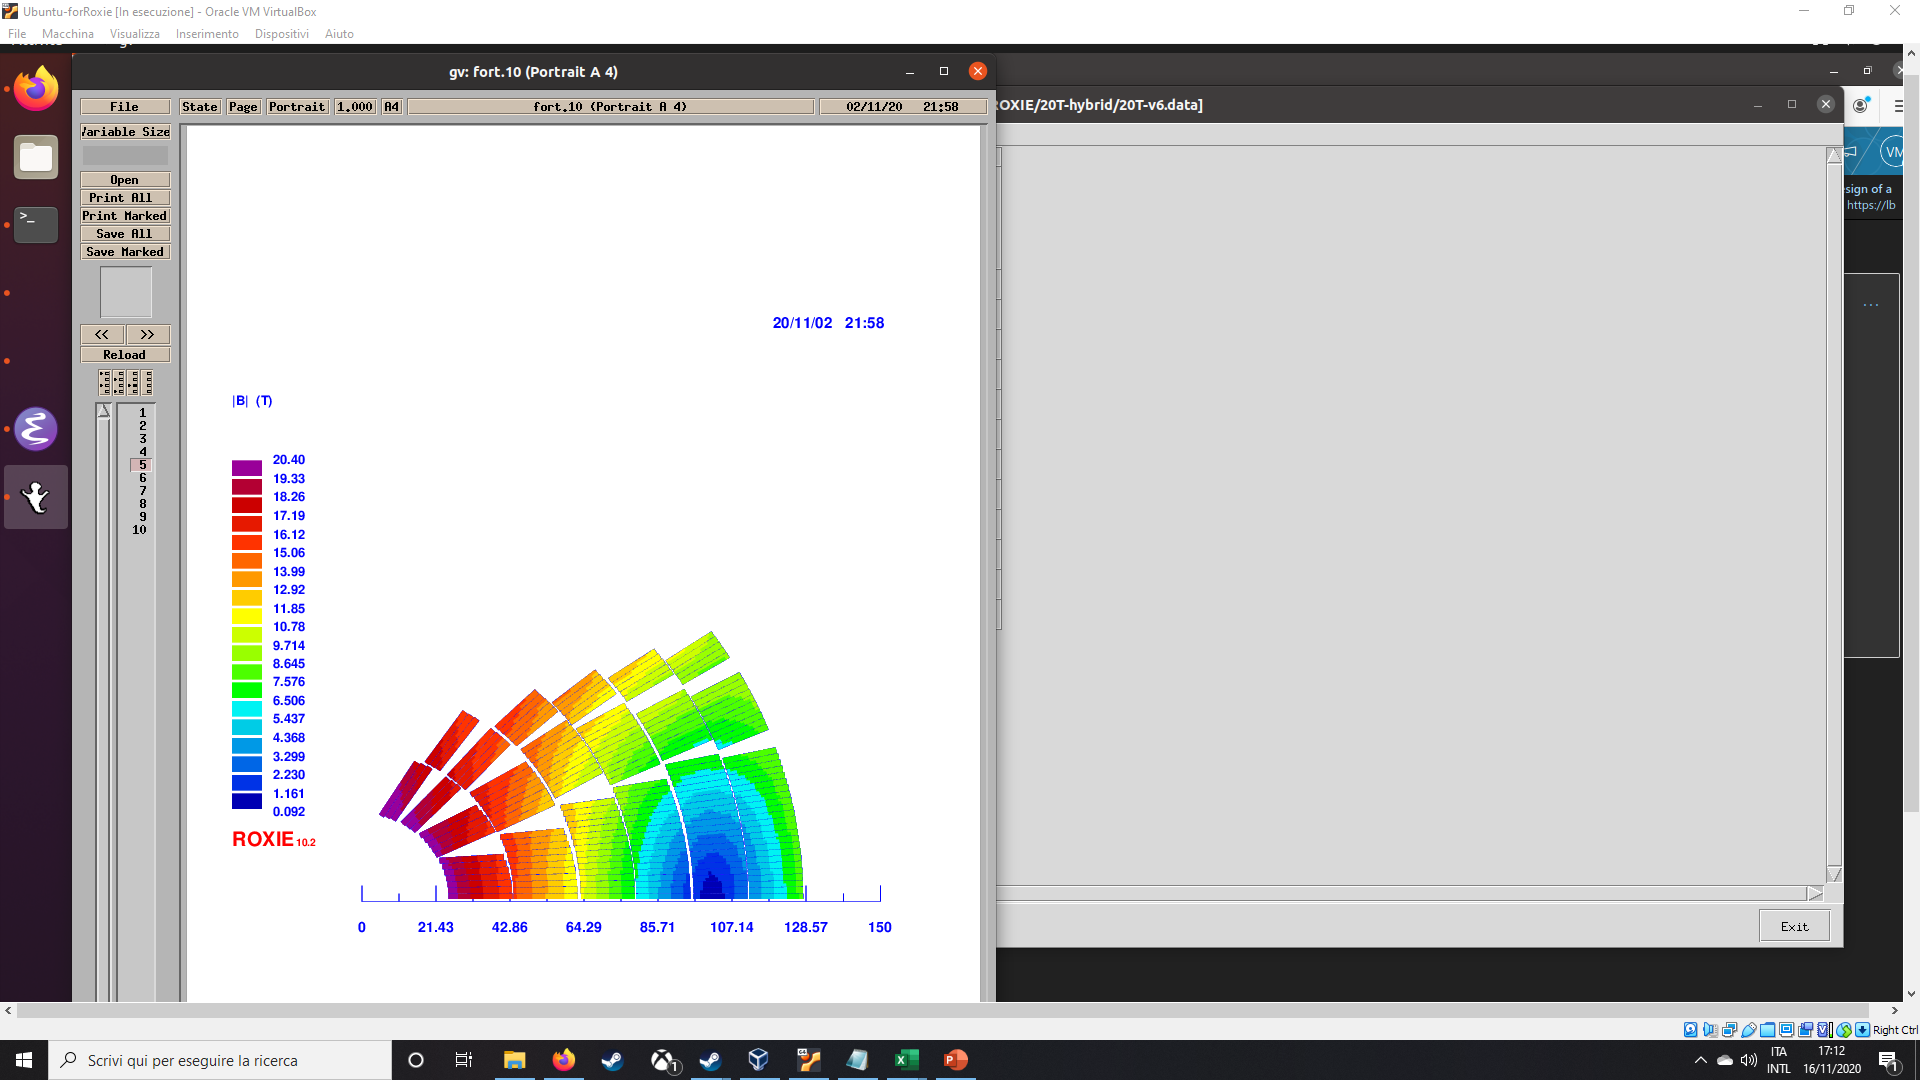 Ubuntu-forRoxie [In esecuzione] - Oracle VM VirtualBox
File Macchina Visualizza Inserimento Dispositivi Aiuto
gv: fort.10 (Portrait A 4)
File State Page Portrait 1.000 A4 fort.10 (Portrait A 4) 02/11/20 21:58
Variable Size
Open
Print All
Print Marked
Save All
Save Marked
<< >>
Reload
1
2
3
4
5
6
7
8
9
10
20/11/02 21:58
|B| (T)
20.40
19.33
18.26
17.19
16.12
15.06
13.99
12.92
11.85
10.78
9.714
8.645
7.576
6.506
5.437
4.368
3.299
2.230
1.161
0.092
ROXIE 10.2
0 21.43 42.86 64.29 85.71 107.14 128.57 150
OXIE/20T-hybrid/20T-v6.data]
VM
sign of a
https://lb
...
Exit
Right Ctrl
Scrivi qui per eseguire la ricerca
1
ITA
INTL
17:12
16/11/2020
1